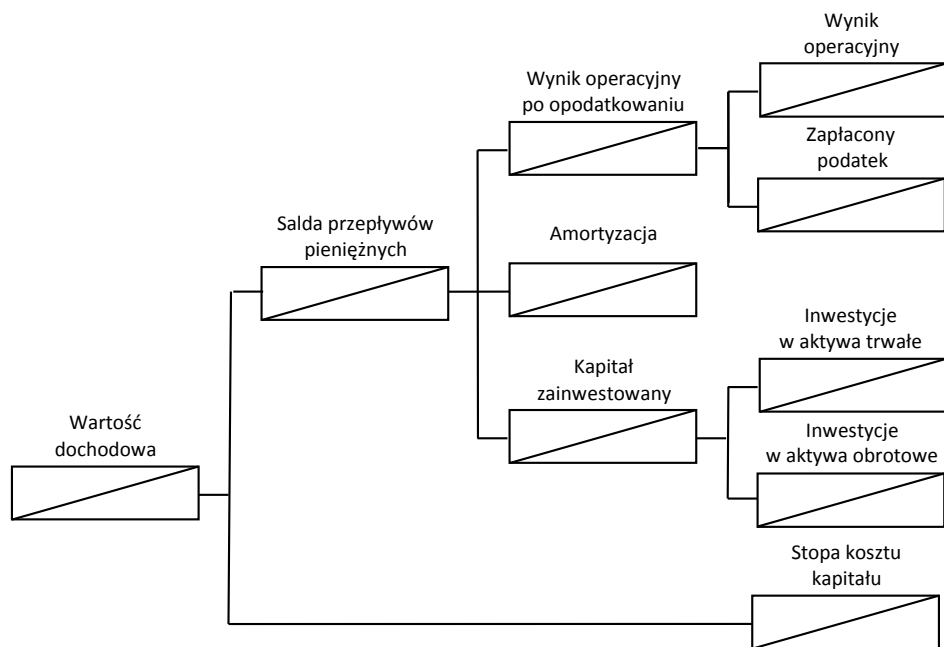 Wynik
operacyjny
Wynik operacyjny
po opodatkowaniu
Zapłacony
podatek
Salda przepływów
pieniężnych
Amortyzacja
Inwestycje
w aktywa trwałe
Kapitał
zainwestowany
Wartość
dochodowa
Inwestycje
w aktywa obrotowe
Stopa kosztu
kapitału